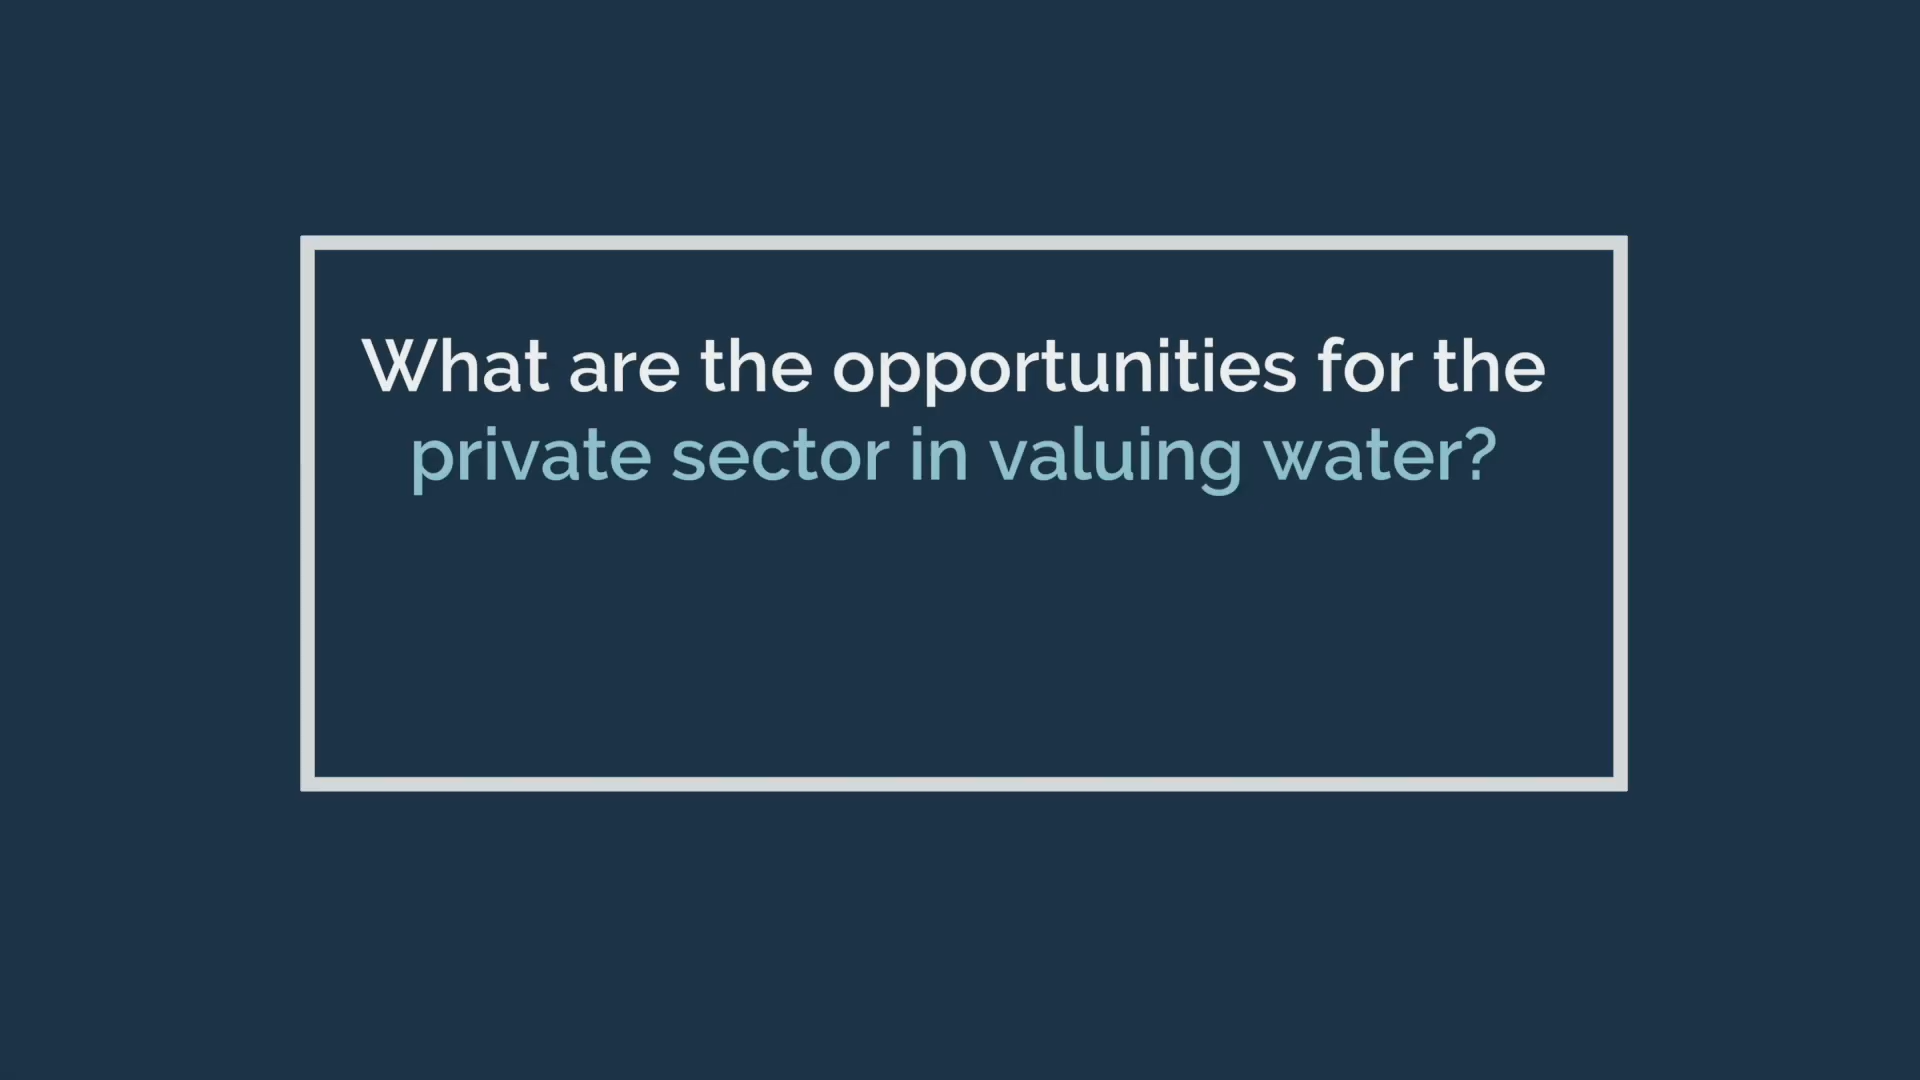 What are the opportunities for the
private sector in valuing water?